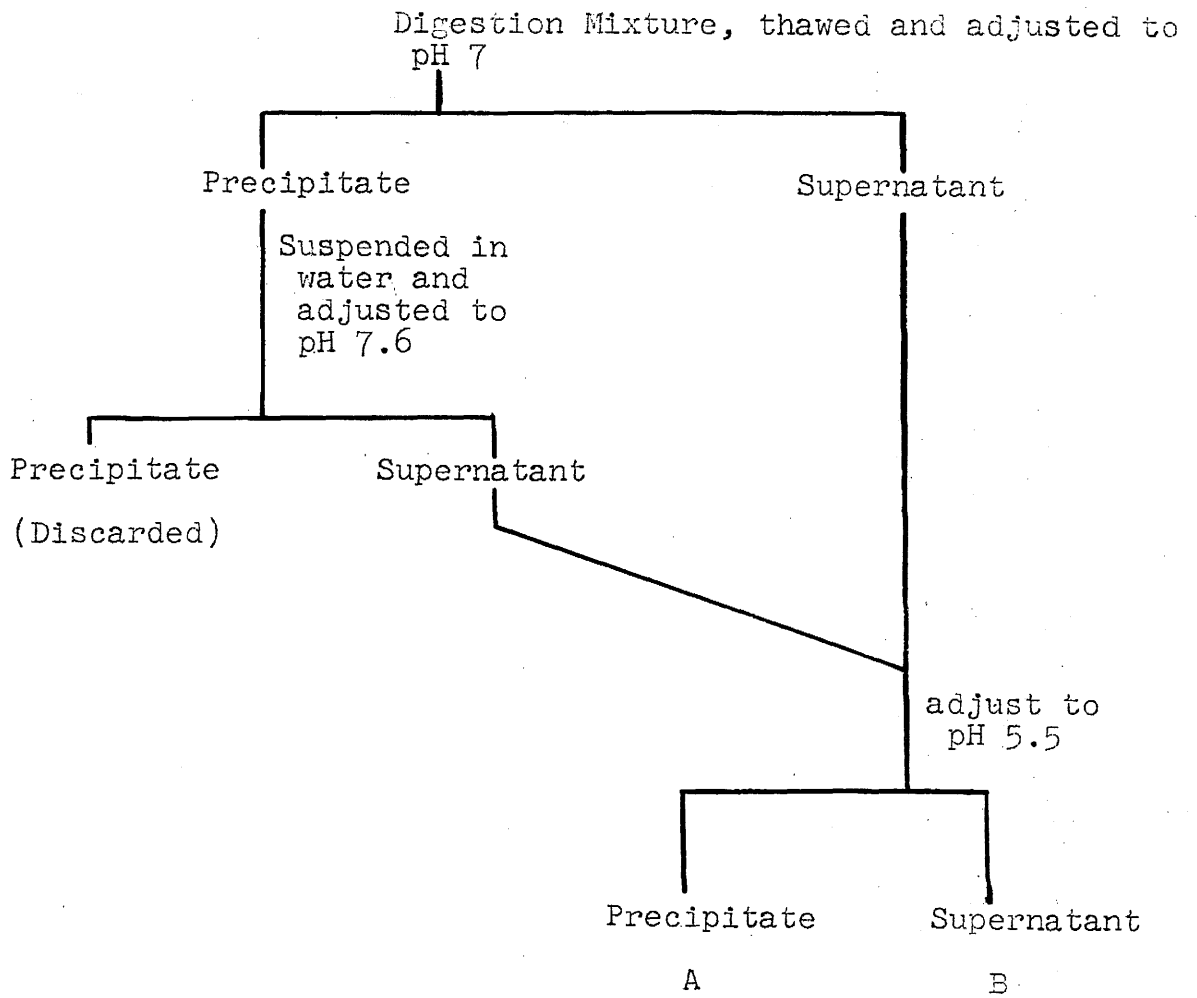 Digestion Mixture, thawed and adjusted to
pH 7
Precipitate
Supernatant
Suspended in
water and
adjusted to
pH 7.6
Precipitate
Supernatant
(Discarded)
adjust to
pH 5.5
Precipitate
Supernatant
A
B